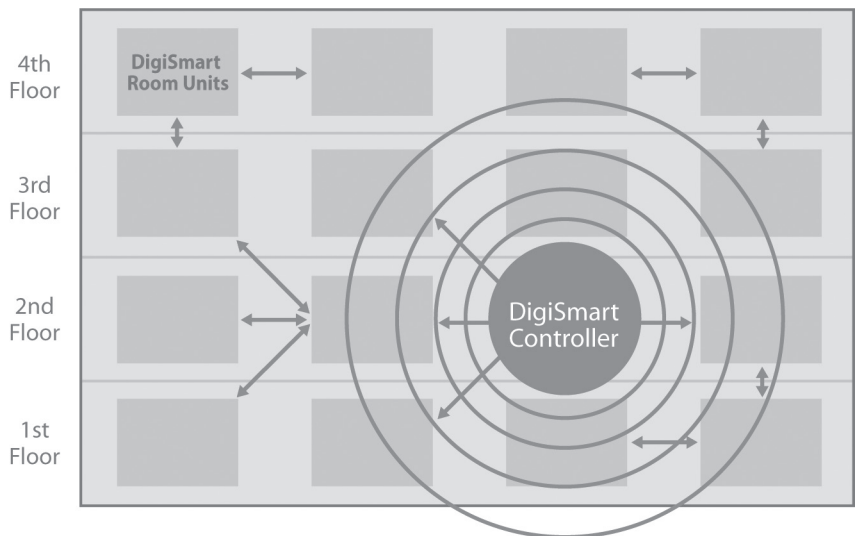 4th
Floor
DigiSmart
Room Units
3rd
Floor
2nd
Floor
DigiSmart
Controller
1st
Floor